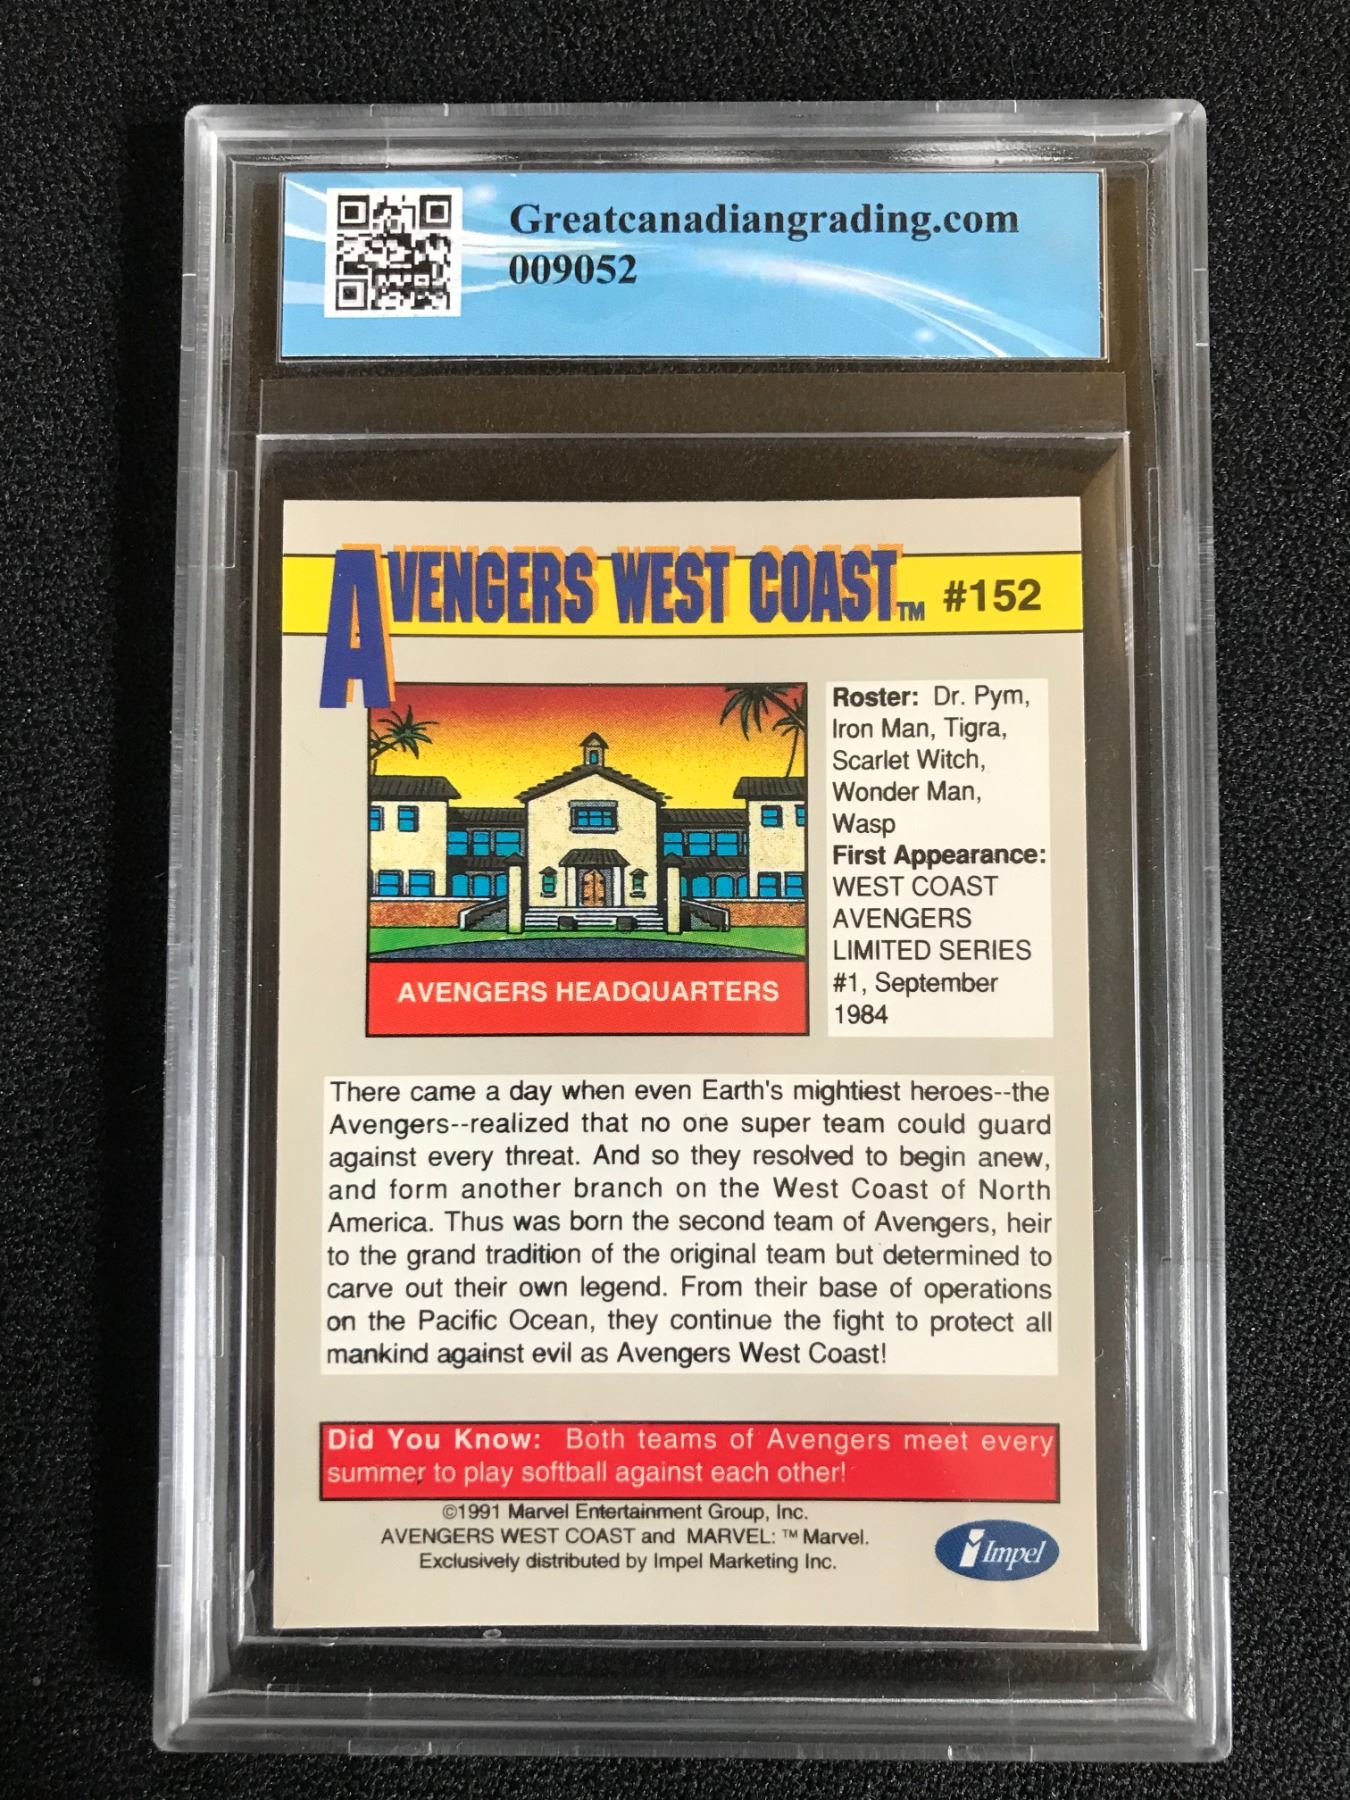 Greatcanadiangrading.com
009052
AVENGERS WEST COAST™ #152
AVENGERS HEADQUARTERS
Roster: Dr. Pym,
Iron Man, Tigra,
Scarlet Witch,
Wonder Man,
Wasp
First Appearance:
WEST COAST
AVENGERS
LIMITED SERIES
#1, September
1984
There came a day when even Earth's mightiest heroes--the
Avengers--realized that no one super team could guard
against every threat. And so they resolved to begin anew,
and form another branch on the West Coast of North
America. Thus was born the second team of Avengers, heir
to the grand tradition of the original team but determined to
carve out their own legend. From their base of operations
on the Pacific Ocean, they continue the fight to protect all
mankind against evil as Avengers West Coast!
Did You Know: Both teams of Avengers meet every
summer to play softball against each other!
©1991 Marvel Entertainment Group, Inc.
AVENGERS WEST COAST and MARVEL: ™ Marvel.
Exclusively distributed by Impel Marketing Inc.
Impel